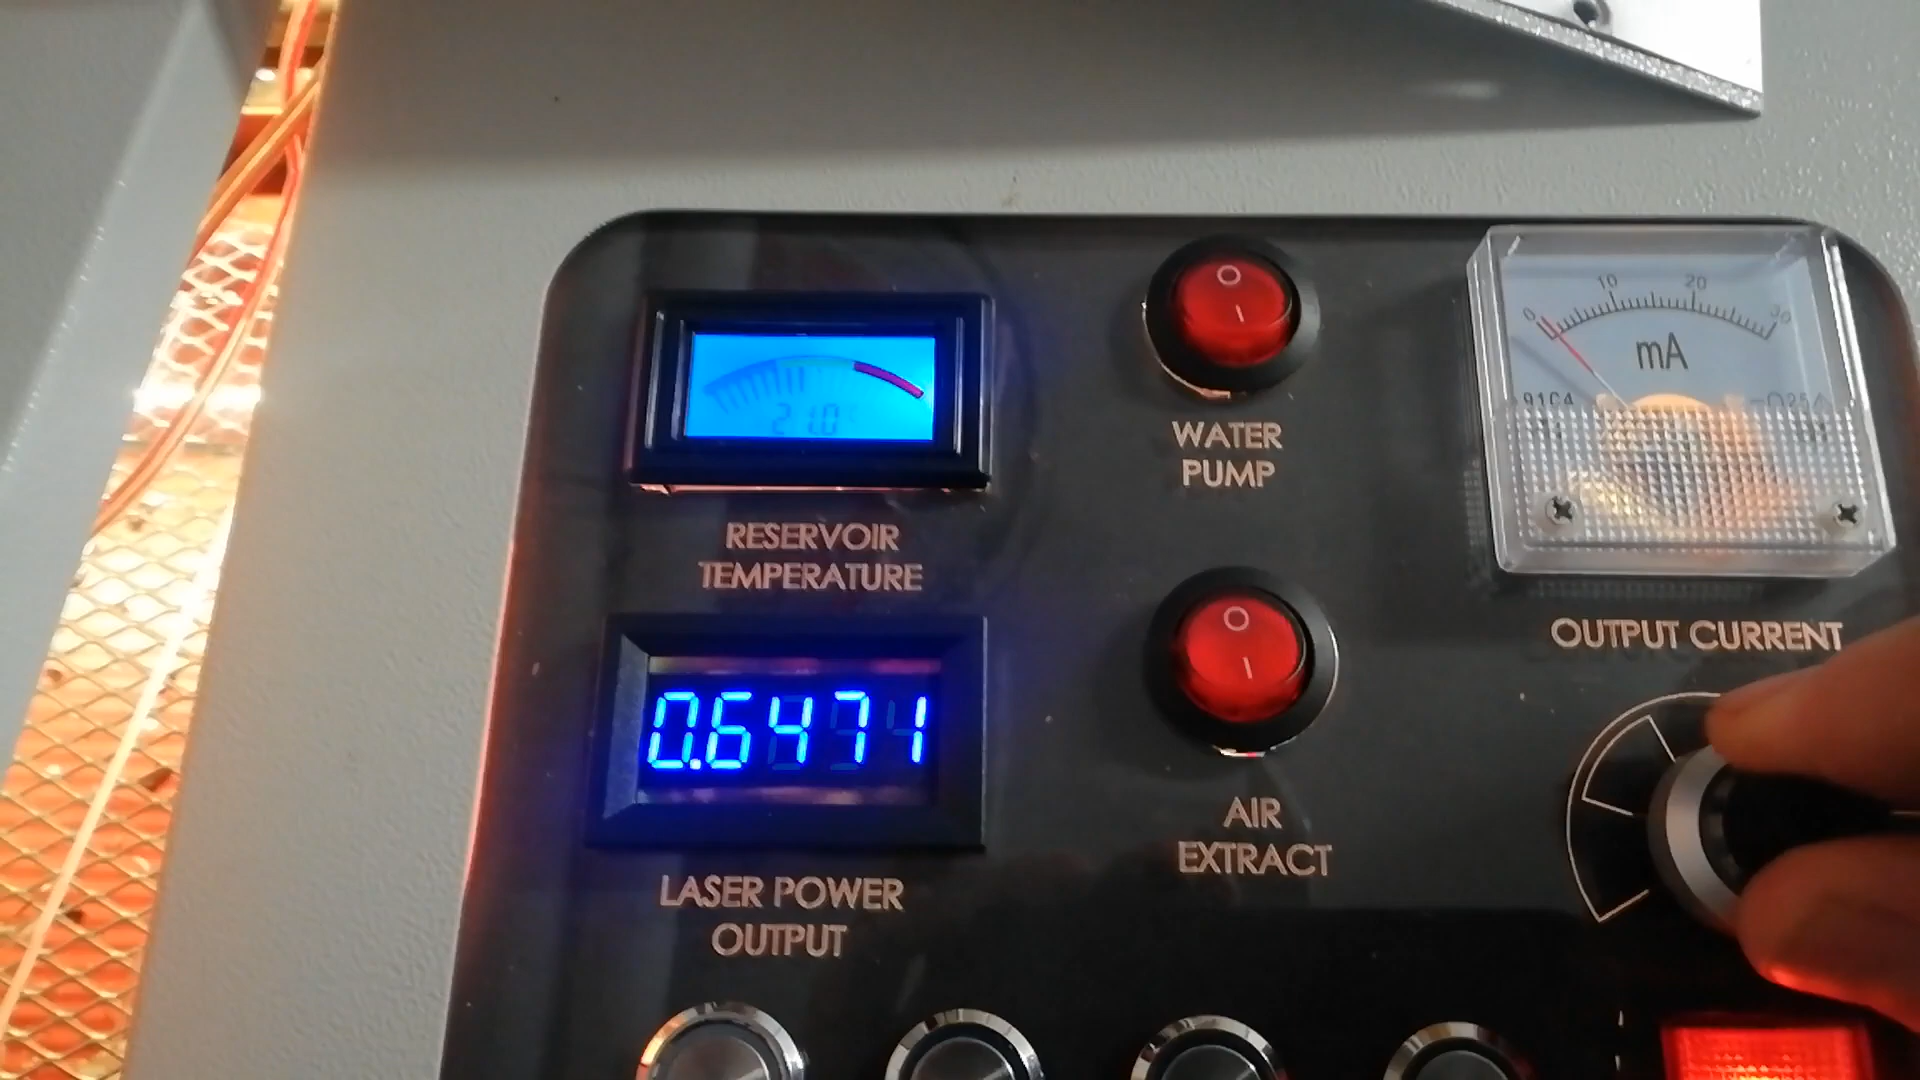 21.0
RESERVOIR
TEMPERATURE
0.6471
LASER POWER
OUTPUT
O
I
WATER
PUMP
O
I
AIR
EXTRACT
0 10 20 30
mA
91C4
OUTPUT CURRENT